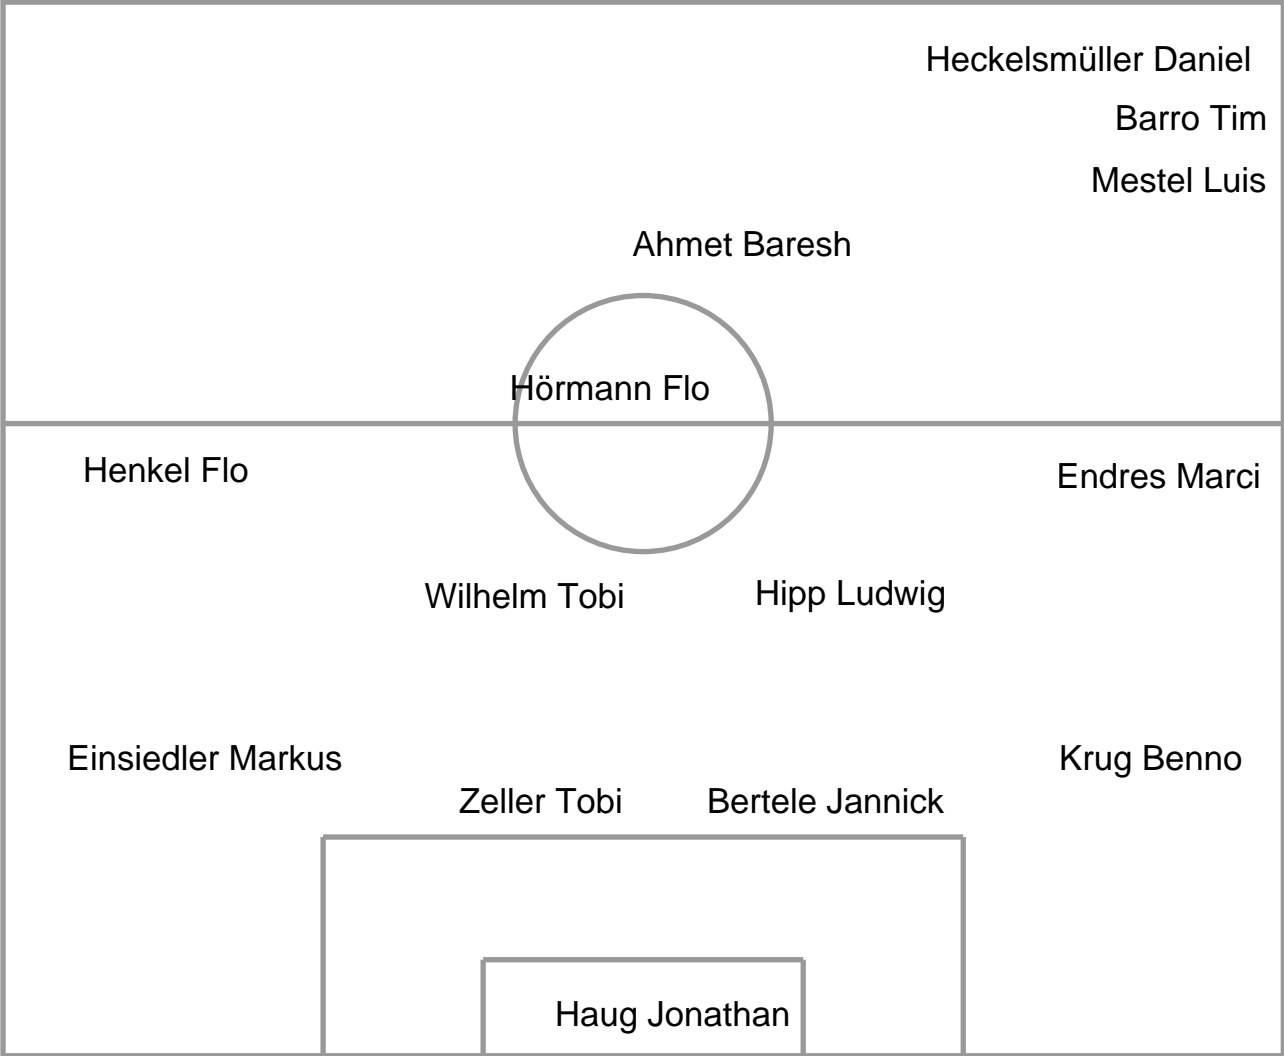 Heckelsmüller Daniel
Barro Tim
Mestel Luis
Ahmet Baresh
Hörmann Flo
Henkel Flo
Endres Marci
Wilhelm Tobi
Hipp Ludwig
Einsiedler Markus
Krug Benno
Zeller Tobi
Bertele Jannick
Haug Jonathan